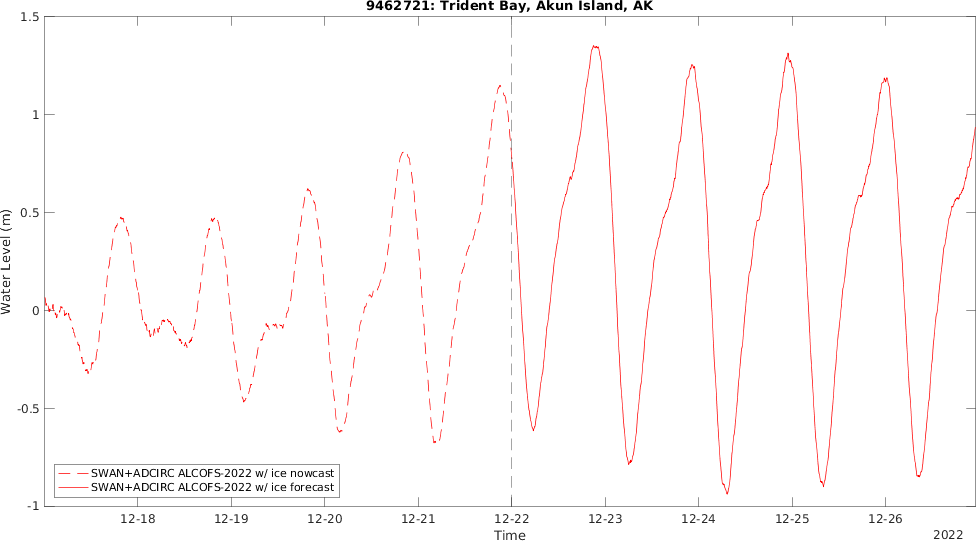 9462721: Trident Bay, Akun Island, AK
Water Level (m)
1.5
1
0.5
0
-0.5
-1
SWAN+ADCIRC ALCOFS-2022 w/ ice nowcast
SWAN+ADCIRC ALCOFS-2022 w/ ice forecast
12-18 12-19 12-20 12-21 12-22 12-23 12-24 12-25 12-26
Time
2022